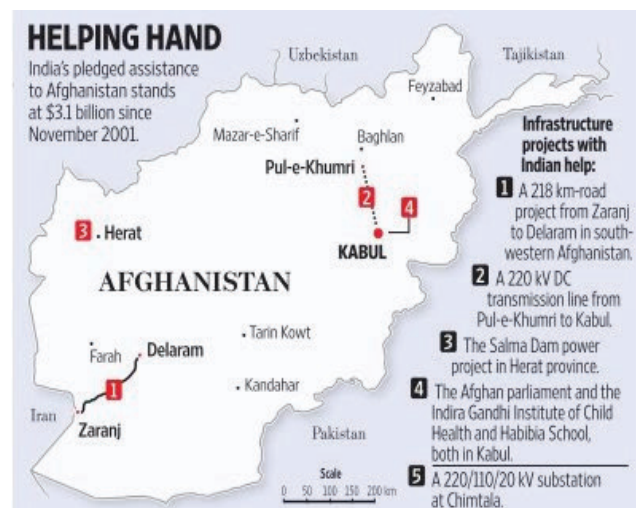 HELPING HAND
India's pledged assistance
to Afghanistan stands
at $3.1 billion since
November 2001.
Uzbekistan
Tajikistan
Feyzabad
Mazar-e-Sharif
Baghlan
Pul-e-Khumri
2
4
3
Herat
KABUL
AFGHANISTAN
Tarin Kowt
Farah
Delaram
1
Kandahar
Iran
Zaranj
Pakistan
Scale
0 50 100 150 200 km
Infrastructure
projects with
Indian help:
1 A 218 km-road
project from Zaranj
to Delaram in south-
western Afghanistan.
2 A 220 kV DC
transmission line from
Pul-e-Khumri to Kabul.
3 The Salma Dam power
project in Herat province.
4 The Afghan parliament and the
Indira Gandhi Institute of Child
Health and Habibia School,
both in Kabul.
5 A 220/110/20 kV substation
at Chimtala.